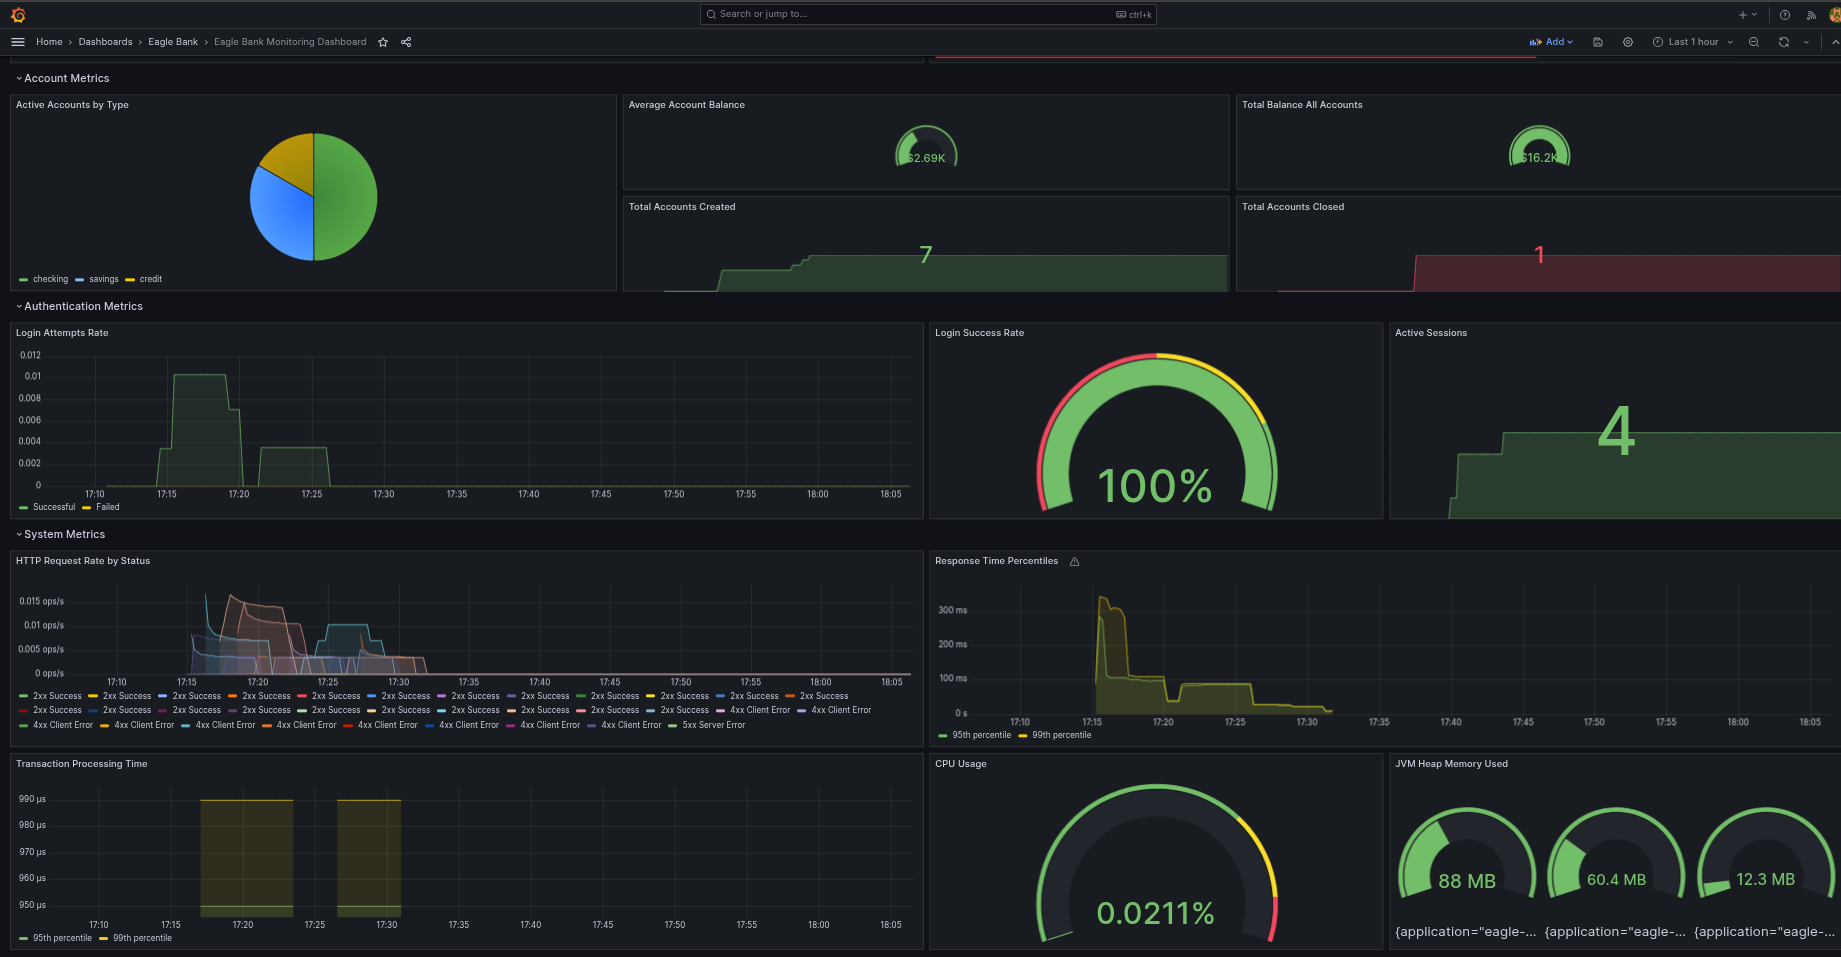 Search or jump to...
ctrl+k
Home › Dashboards › Eagle Bank › Eagle Bank Monitoring Dashboard
Add
Last 1 hour
Account Metrics
Active Accounts by Type
checking savings credit
Average Account Balance
$2.69K
Total Balance All Accounts
$16.2K
Total Accounts Created
7
Total Accounts Closed
1
Authentication Metrics
Login Attempts Rate
0.012
0.01
0.008
0.006
0.004
0.002
0
17:10 17:15 17:20 17:25 17:30 17:35 17:40 17:45 17:50 17:55 18:00 18:05
Successful Failed
Login Success Rate
100%
Active Sessions
4
System Metrics
HTTP Request Rate by Status
0.015 ops/s
0.01 ops/s
0.005 ops/s
0 ops/s
17:10 17:15 17:20 17:25 17:30 17:35 17:40 17:45 17:50 17:55 18:00 18:05
2xx Success 2xx Success 2xx Success 2xx Success 2xx Success 2xx Success 2xx Success 2xx Success 2xx Success 2xx Success 2xx Success 2xx Success
2xx Success 2xx Success 2xx Success 2xx Success 2xx Success 2xx Success 2xx Success 2xx Success 2xx Success 2xx Success 4xx Client Error 4xx Client Error
4xx Client Error 4xx Client Error 4xx Client Error 4xx Client Error 4xx Client Error 4xx Client Error 4xx Client Error 4xx Client Error 5xx Server Error
Response Time Percentiles
300 ms
200 ms
100 ms
0 s
17:10 17:15 17:20 17:25 17:30 17:35 17:40 17:45 17:50 17:55 18:00 18:05
95th percentile 99th percentile
Transaction Processing Time
990 µs
980 µs
970 µs
960 µs
950 µs
17:10 17:15 17:20 17:25 17:30 17:35 17:40 17:45 17:50 17:55 18:00 18:05
95th percentile 99th percentile
CPU Usage
0.0211%
JVM Heap Memory Used
88 MB 60.4 MB 12.3 MB
{application="eagle-... {application="eagle-... {application="eagle-...